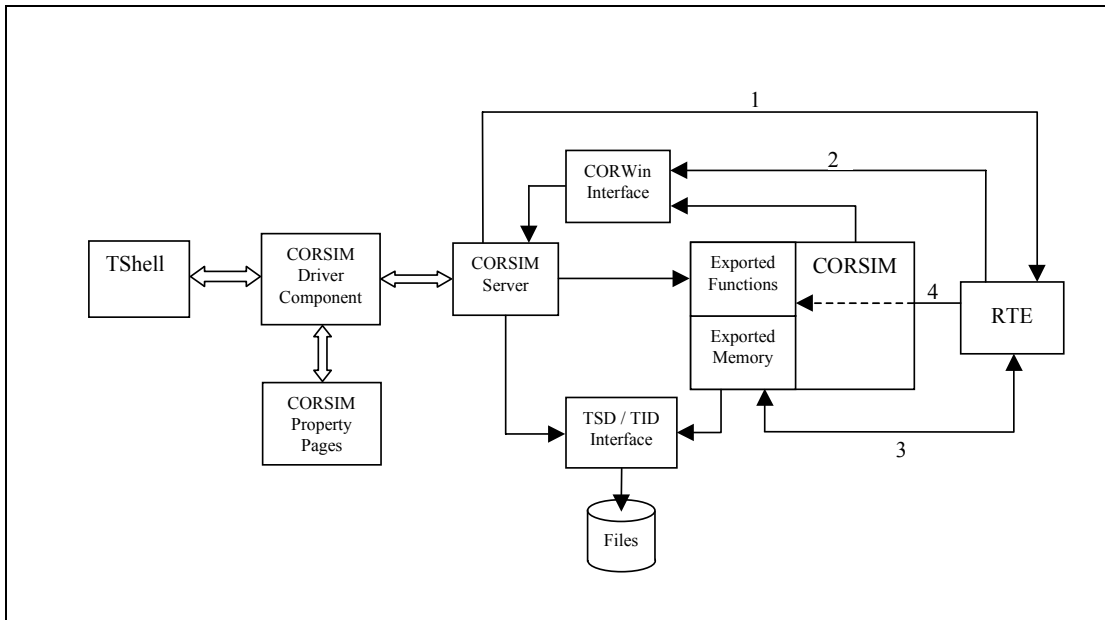 1
2
CORWin
Interface
TShell
CORSIM
Driver
Component
CORSIM
Server
Exported
Functions
CORSIM
4
RTE
Exported
Memory
CORSIM
Property
Pages
TSD / TID
Interface
3
Files